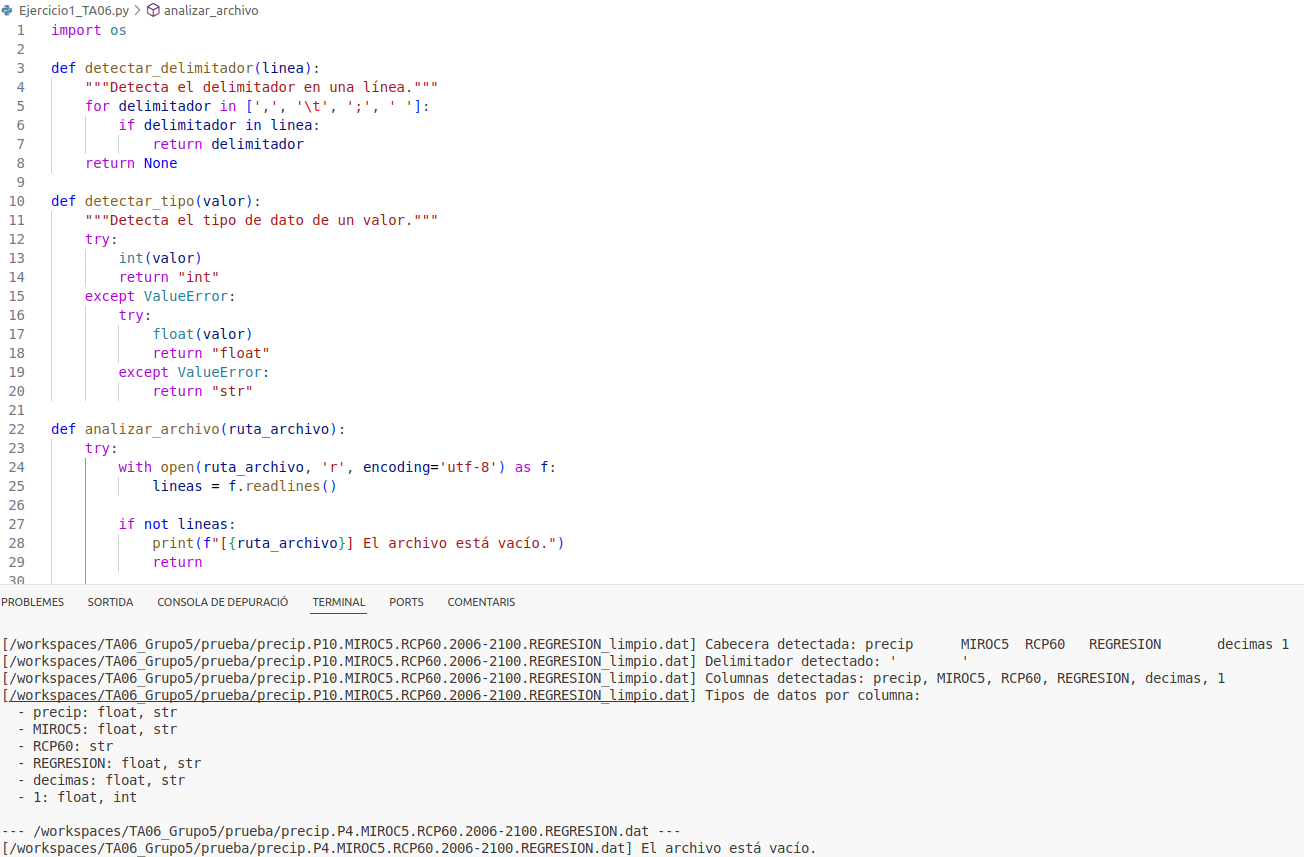 Ejercicio1_TA06.py > analizar_archivo
1 import os
2
3 def detectar_delimitador(linea):
4 """Detecta el delimitador en una línea."""
5 for delimitador in [',', '\t', ';', ' ']:
6 if delimitador in linea:
7 return delimitador
8 return None
9
10 def detectar_tipo(valor):
11 """Detecta el tipo de dato de un valor."""
12 try:
13 int(valor)
14 return "int"
15 except ValueError:
16 try:
17 float(valor)
18 return "float"
19 except ValueError:
20 return "str"
21
22 def analizar_archivo(ruta_archivo):
23 try:
24 with open(ruta_archivo, 'r', encoding='utf-8') as f:
25 lineas = f.readlines()
26
27 if not lineas:
28 print(f"[{ruta_archivo}] El archivo está vacío.")
29 return
30
PROBLEMES SORTIDA CONSOLA DE DEPURACIÓ TERMINAL PORTS COMENTARIS
[/workspaces/TA06_Grupo5/prueba/precip.P10.MIROC5.RCP60.2006-2100.REGRESION_limpio.dat] Cabecera detectada: precip MIROC5 RCP60 REGRESION decimas 1
[/workspaces/TA06_Grupo5/prueba/precip.P10.MIROC5.RCP60.2006-2100.REGRESION_limpio.dat] Delimitador detectado: ' '
[/workspaces/TA06_Grupo5/prueba/precip.P10.MIROC5.RCP60.2006-2100.REGRESION_limpio.dat] Columnas detectadas: precip, MIROC5, RCP60, REGRESION, decimas, 1
[/workspaces/TA06_Grupo5/prueba/precip.P10.MIROC5.RCP60.2006-2100.REGRESION_limpio.dat] Tipos de datos por columna:
- precip: float, str
- MIROC5: float, str
- RCP60: str
- REGRESION: float, str
- decimas: float, str
- 1: float, int
--- /workspaces/TA06_Grupo5/prueba/precip.P4.MIROC5.RCP60.2006-2100.REGRESION.dat ---
[/workspaces/TA06_Grupo5/prueba/precip.P4.MIROC5.RCP60.2006-2100.REGRESION.dat] El archivo está vacío.